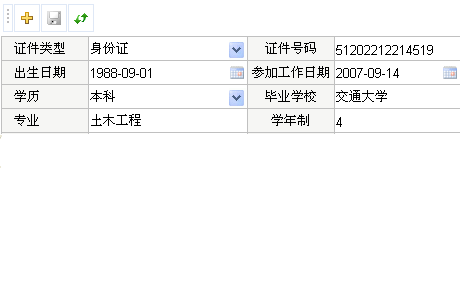 证件类型 身份证 证件号码 51202212214519
出生日期 1988-09-01 参加工作日期 2007-09-14
学历 本科 毕业学校 交通大学
专业 土木工程 学年制 4